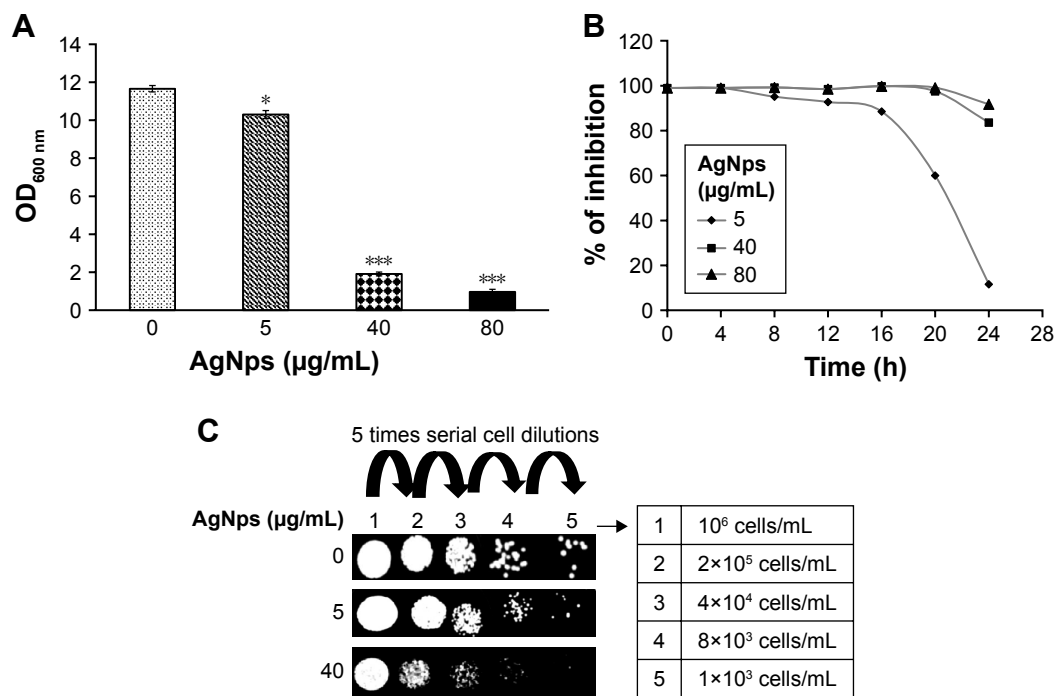 A
14
12
10
8
6
4
2
0
OD600 nm
*
***
***
0 5 40 80
AgNps (µg/mL)
B
120
100
80
60
40
20
0
% of inhibition
AgNps
(µg/mL)
5
40
80
0 4 8 12 16 20 24 28
Time (h)
C
5 times serial cell dilutions
AgNps (µg/mL) 1 2 3 4 5
0
5
40
1 10⁶ cells/mL
2 2×10⁵ cells/mL
3 4×10⁴ cells/mL
4 8×10³ cells/mL
5 1×10³ cells/mL